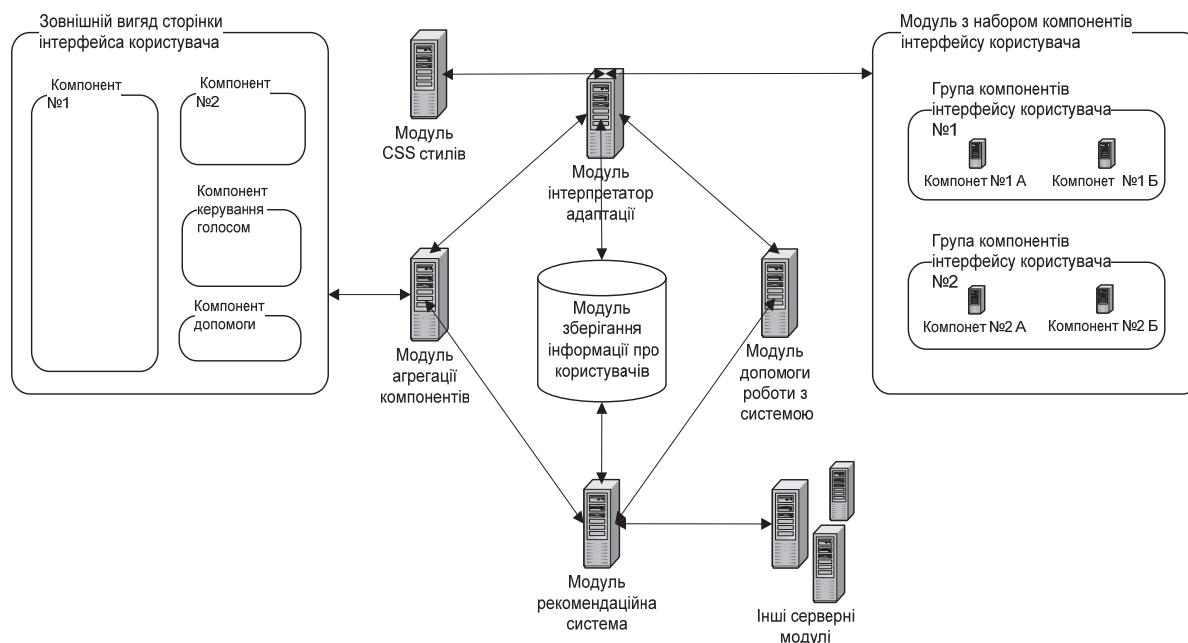 Зовнішній вигяд сторінки
інтерфейса користувача
Компонент
№1
Компонент
№2
Компонент
керування
голосом
Компонент
допомоги
Модуль
CSS стилів
Модуль
інтерпретатор
адаптації
Модуль
агрегації
компонентів
Модуль
зберігання
інформації про
користувачів
Модуль
допомоги
роботи з
системою
Модуль
рекомендаційна
система
Інші серверні
модулі
Модуль з набором компонентів
інтерфейсу користувача
Група компонентів
інтерфейсу користувача
№1
Компонет №1 А
Компонет №1 Б
Група компонентів
інтерфейсу користувача
№2
Компонет №2 А
Компонент №2 Б